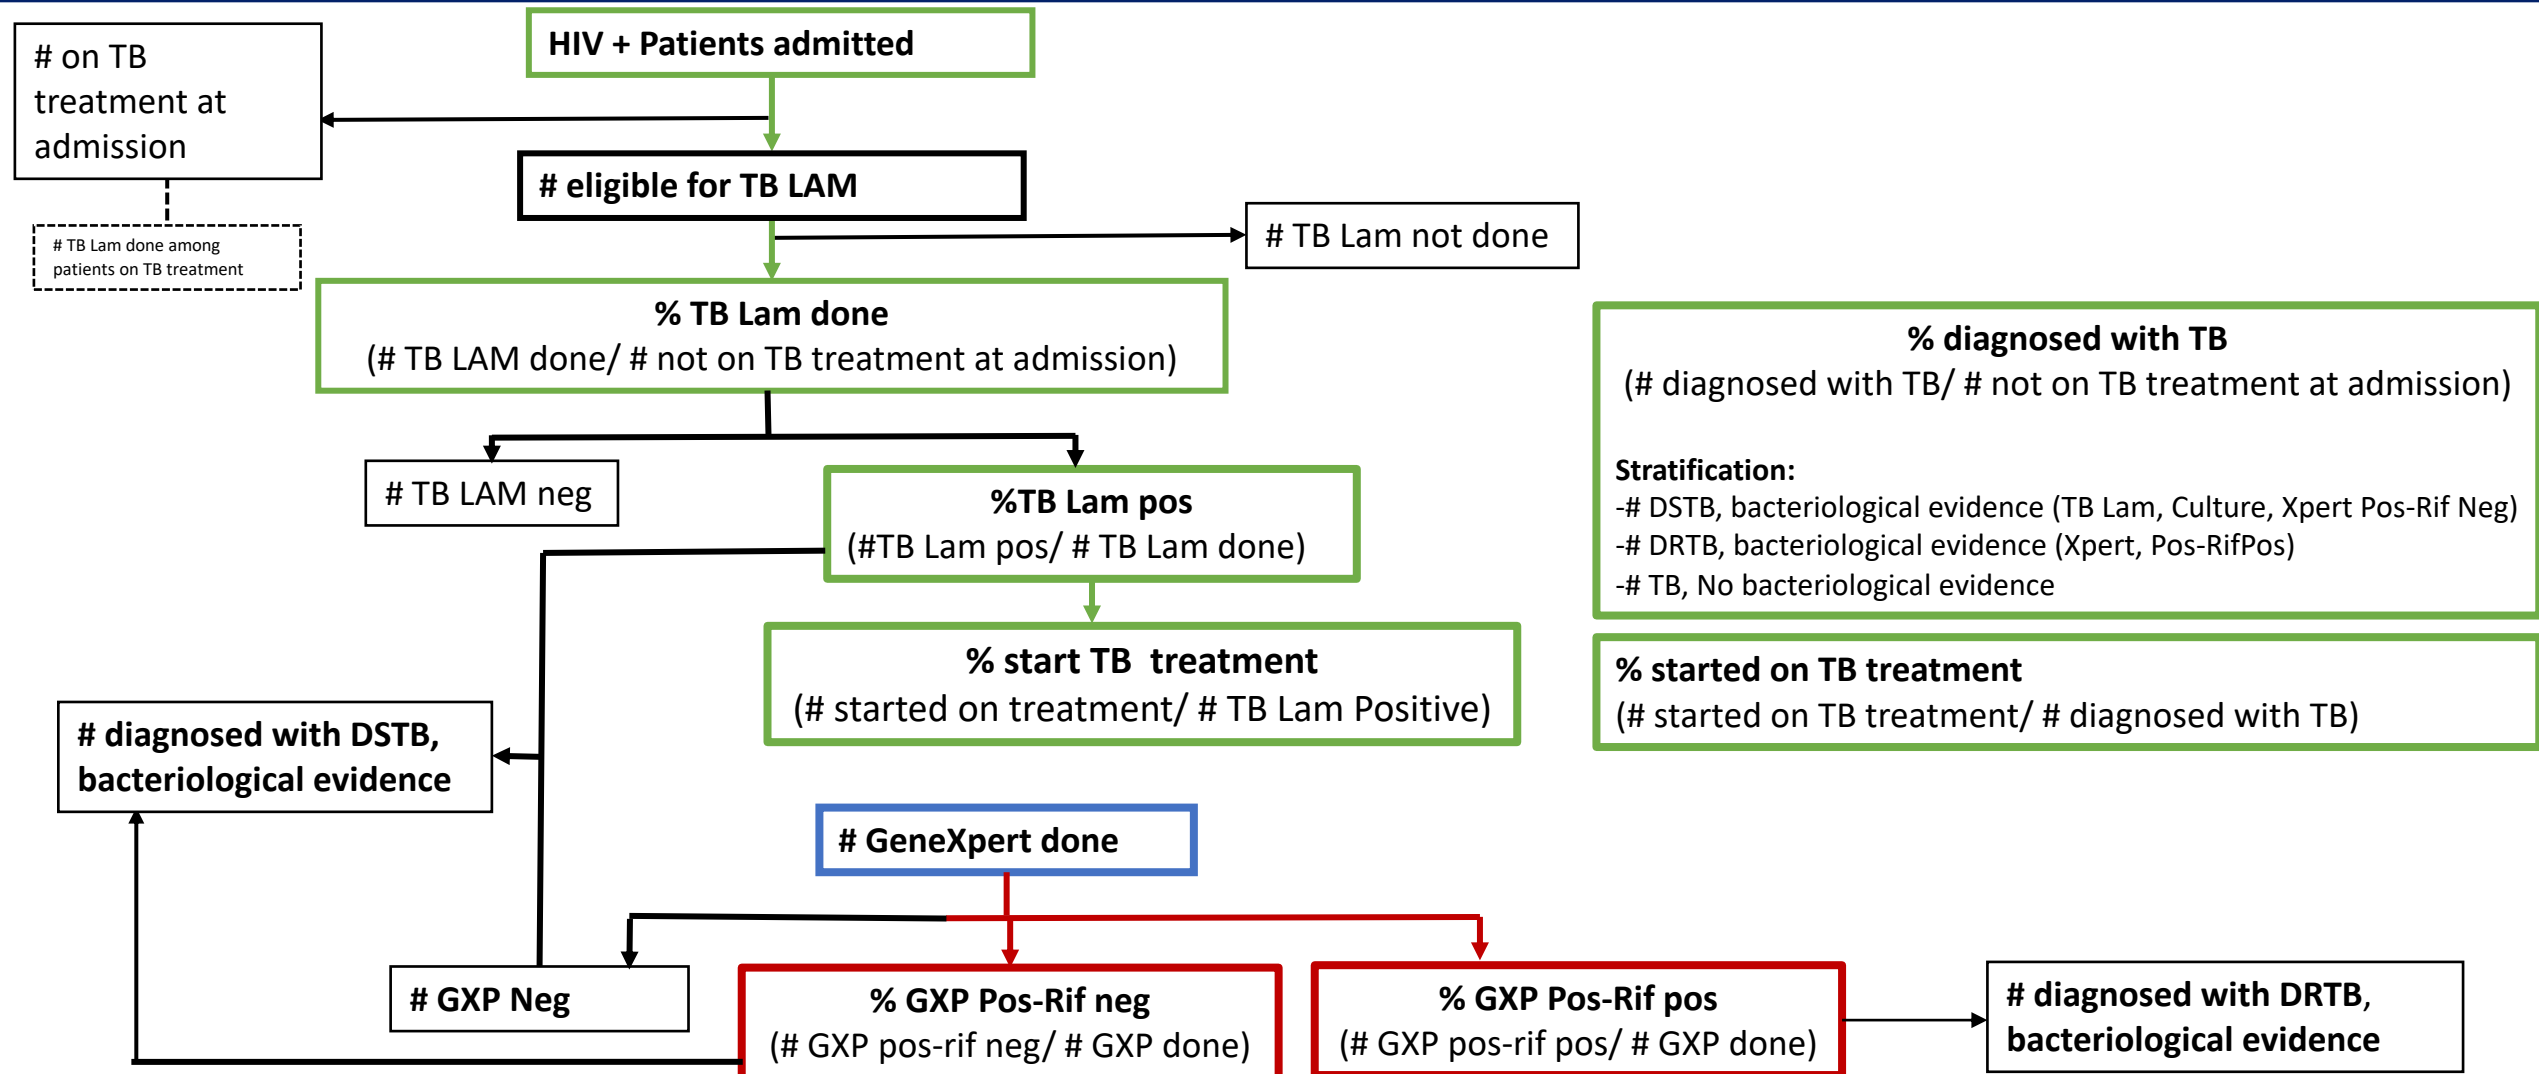 HIV + Patients admitted
# on TB
treatment at
admission
# eligible for TB LAM
# TB Lam done among
patients on TB treatment
# TB Lam not done
% TB Lam done
(# TB LAM done/ # not on TB treatment at admission)
# TB LAM neg
%TB Lam pos
(#TB Lam pos/ # TB Lam done)
% start TB  treatment
(# started on treatment/ # TB Lam Positive)
% diagnosed with TB
(# diagnosed with TB/ # not on TB treatment at admission)
Stratification:
-# DSTB, bacteriological evidence (TB Lam, Culture, Xpert Pos-Rif Neg)
-# DRTB, bacteriological evidence (Xpert, Pos-RifPos)
-# TB, No bacteriological evidence
% started on TB treatment
(# started on TB treatment/ # diagnosed with TB)
# diagnosed with DSTB,
bacteriological evidence
# GeneXpert done
# GXP Neg
% GXP Pos-Rif neg
(# GXP pos-rif neg/ # GXP done)
% GXP Pos-Rif pos
(# GXP pos-rif pos/ # GXP done)
# diagnosed with DRTB,
bacteriological evidence